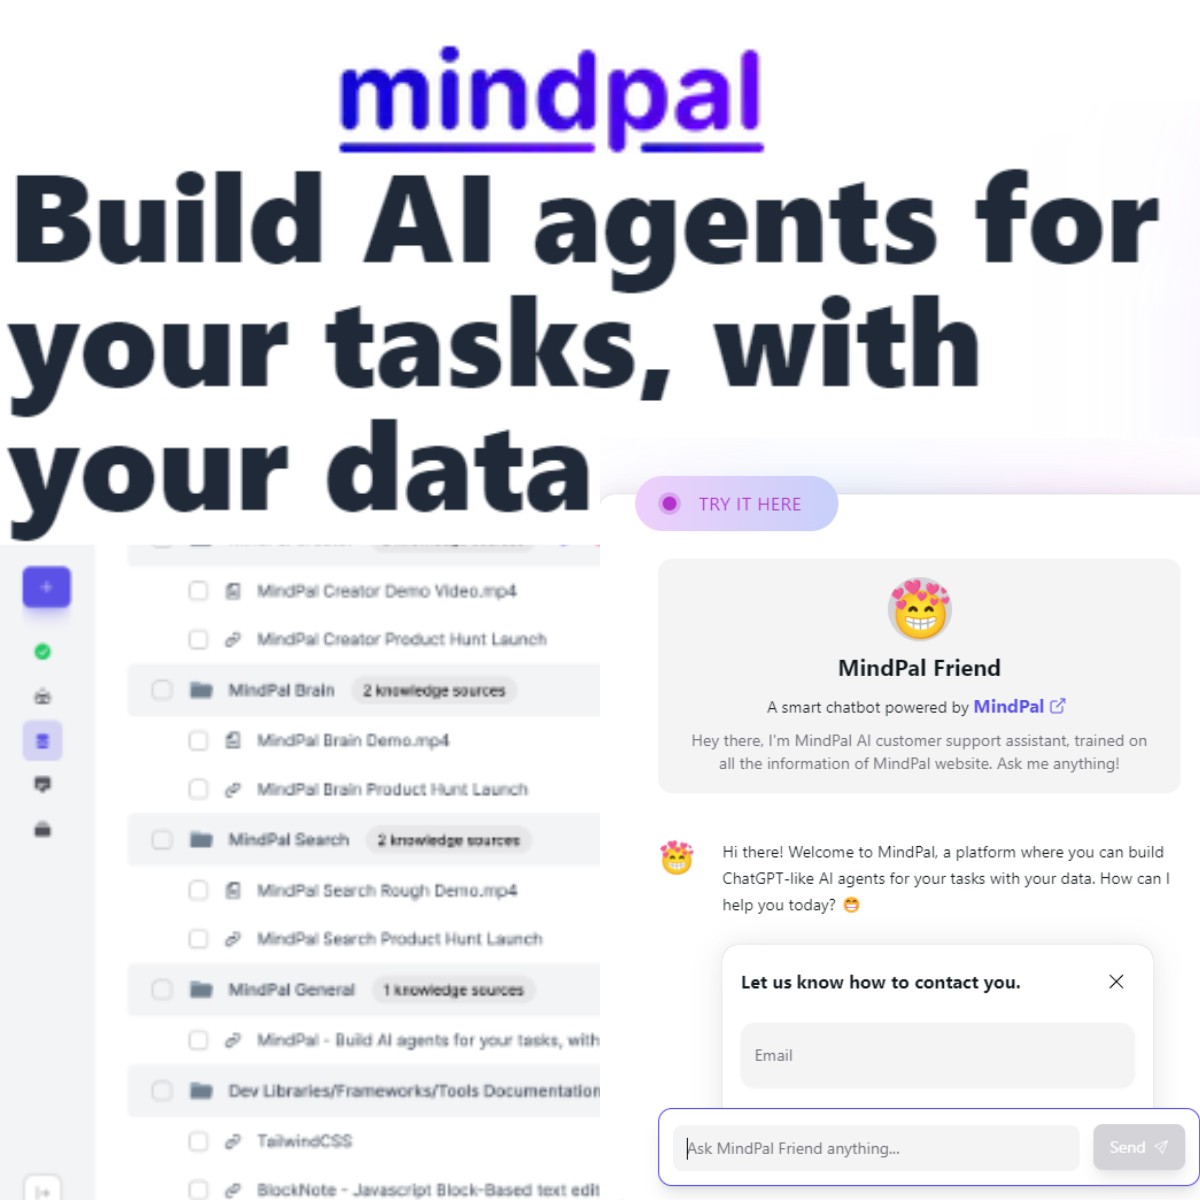 mindpal
Build AI agents for
your tasks, with
your data
MindPal Creator Demo Video.mp4
MindPal Creator Product Hunt Launch
MindPal Brain 2 knowledge sources
MindPal Brain Demo.mp4
MindPal Brain Product Hunt Launch
MindPal Search 2 knowledge sources
MindPal Search Rough Demo.mp4
MindPal Search Product Hunt Launch
MindPal General 1 knowledge sources
MindPal - Build AI agents for your tasks, with
Dev Libraries/Frameworks/Tools Documentation
TailwindCSS
BlockNote - Javascript Block-Based text edit
TRY IT HERE
MindPal Friend
A smart chatbot powered by MindPal
Hey there, I'm MindPal AI customer support assistant, trained on
all the information of MindPal website. Ask me anything!
Hi there! Welcome to MindPal, a platform where you can build
ChatGPT-like AI agents for your tasks with your data. How can I
help you today? 😁
Let us know how to contact you.
Email
Ask MindPal Friend anything...
Send